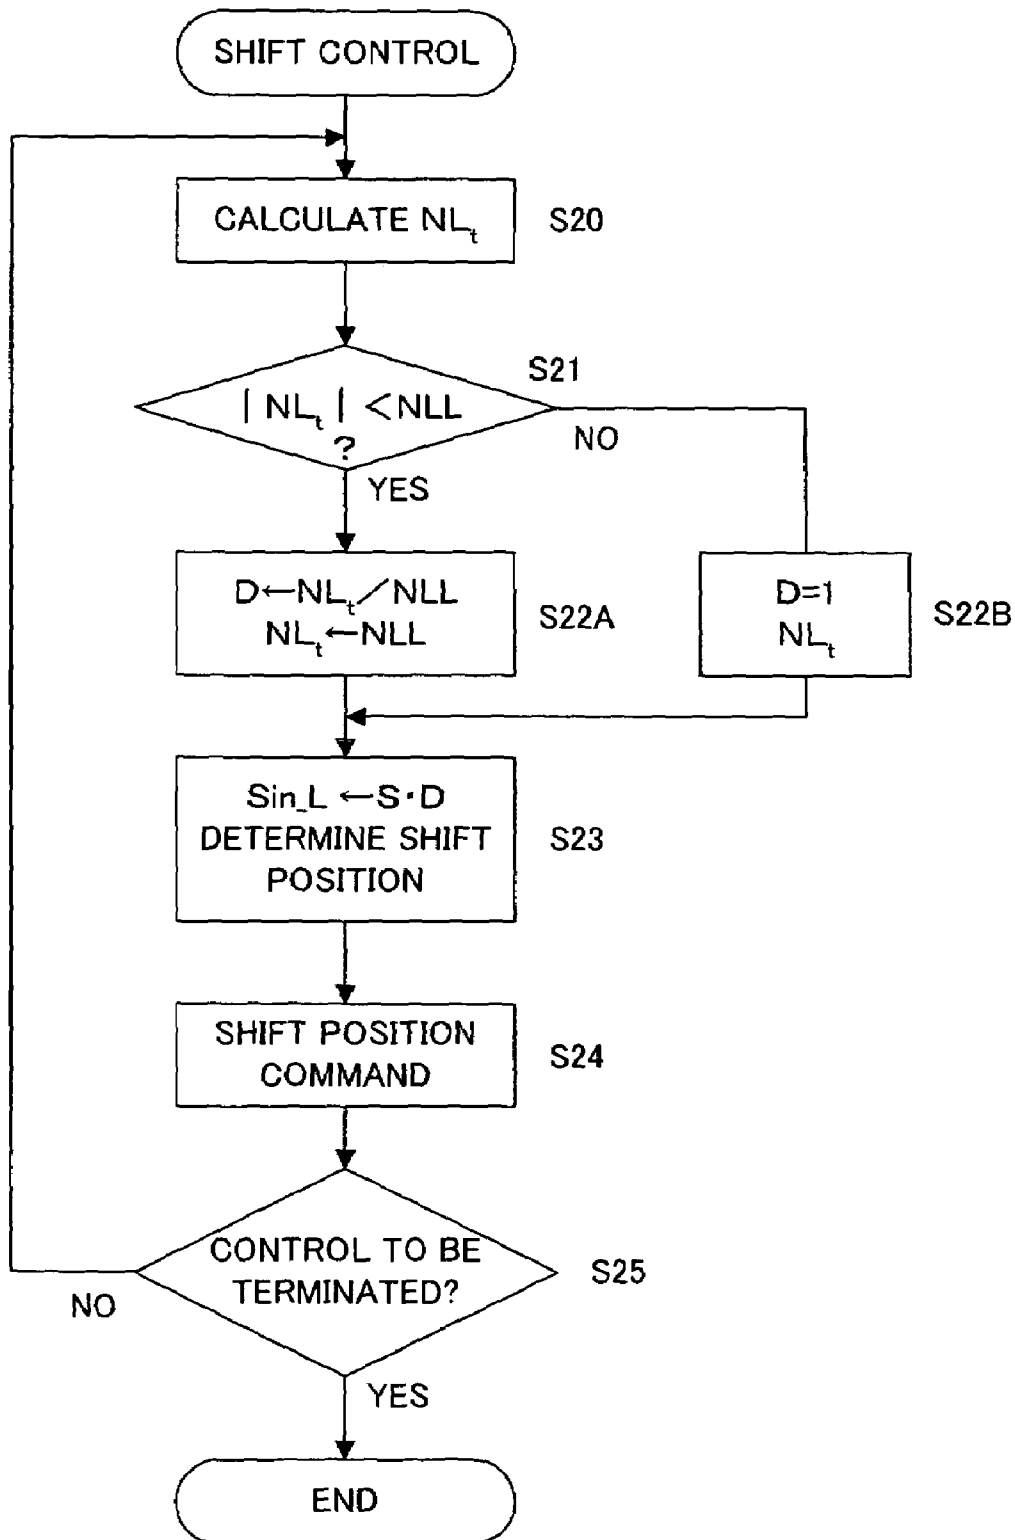 SHIFT CONTROL
CALCULATE NLt
S20
S21
| NLt | <NLL
?
NO
YES
D←NLt/NLL
NLt←NLL
S22A
D=1
NLt
S22B
Sin_L ←S·D
DETERMINE SHIFT
POSITION
S23
SHIFT POSITION
COMMAND
S24
CONTROL TO BE
TERMINATED?
S25
NO
YES
END